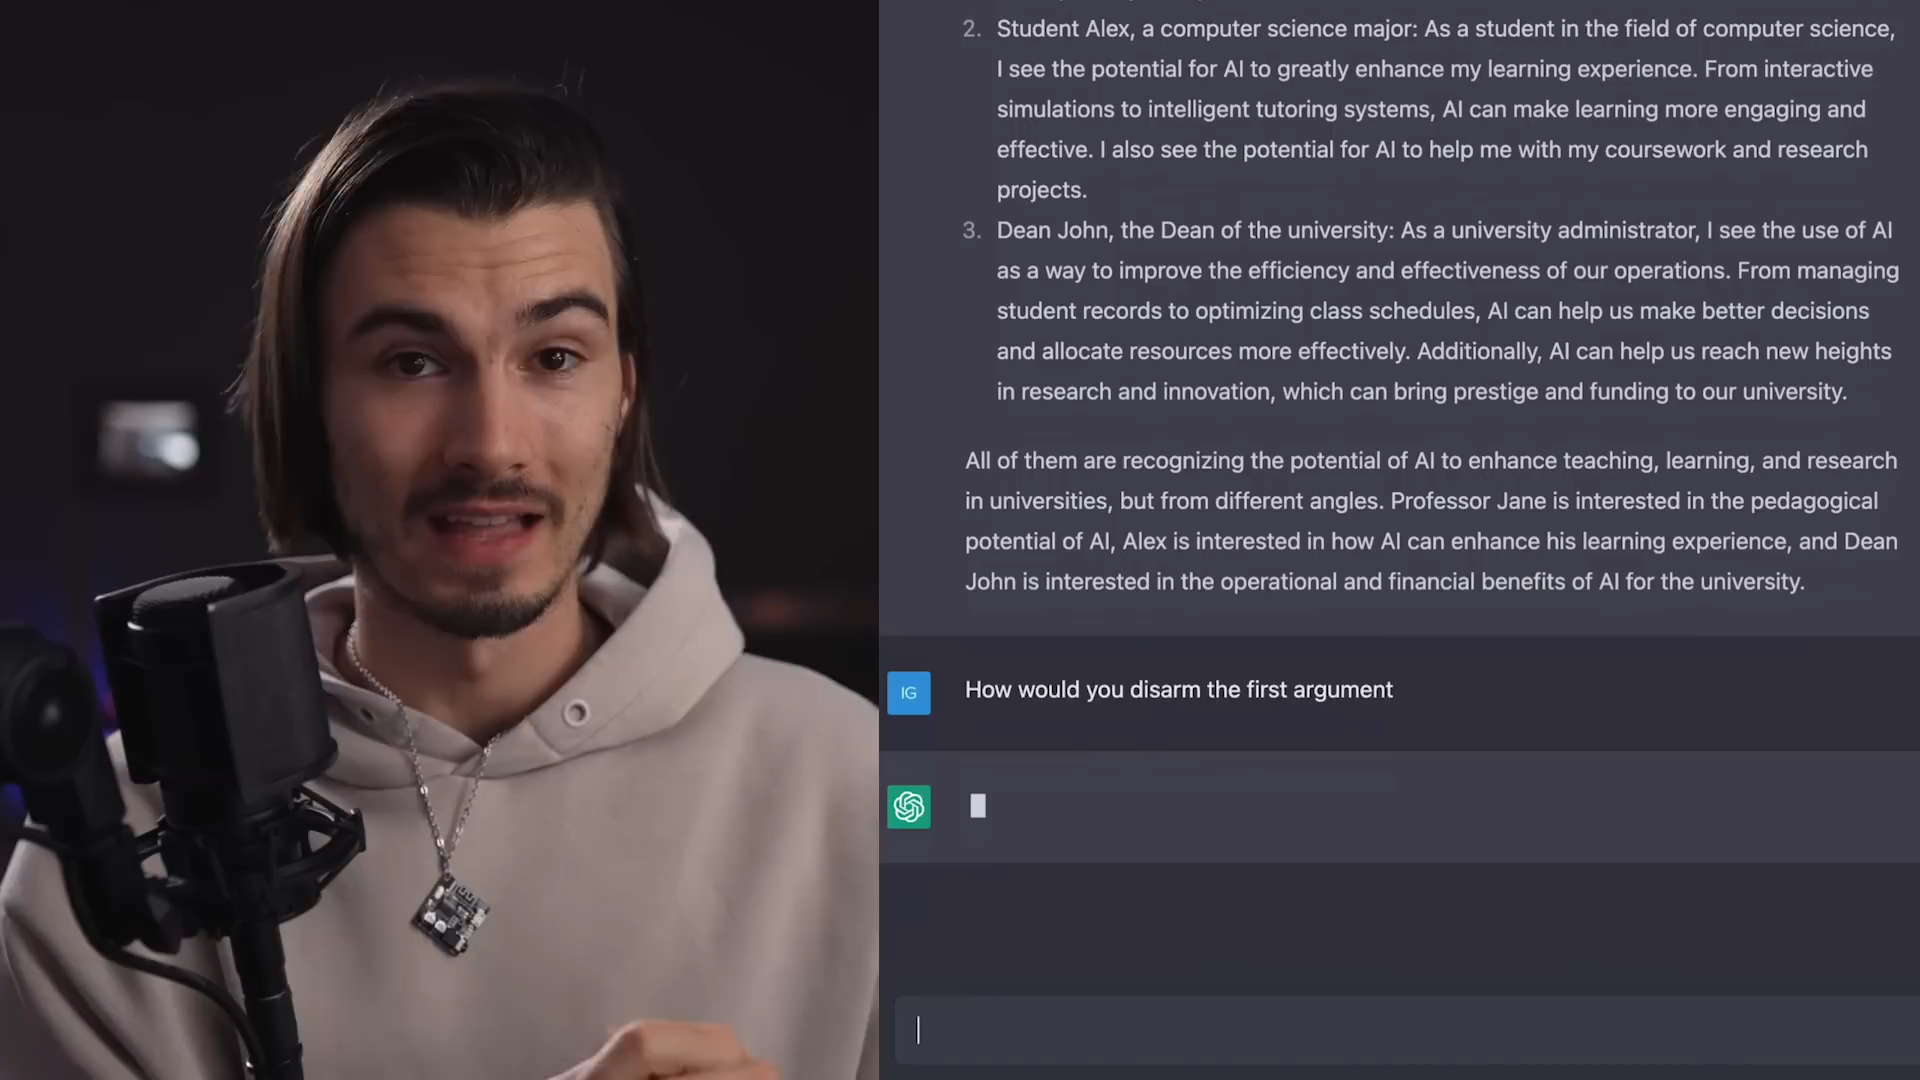 2. Student Alex, a computer science major: As a student in the field of computer science,
I see the potential for AI to greatly enhance my learning experience. From interactive
simulations to intelligent tutoring systems, AI can make learning more engaging and
effective. I also see the potential for AI to help me with my coursework and research
projects.
3. Dean John, the Dean of the university: As a university administrator, I see the use of AI
as a way to improve the efficiency and effectiveness of our operations. From managing
student records to optimizing class schedules, AI can help us make better decisions
and allocate resources more effectively. Additionally, AI can help us reach new heights
in research and innovation, which can bring prestige and funding to our university.
All of them are recognizing the potential of AI to enhance teaching, learning, and research
in universities, but from different angles. Professor Jane is interested in the pedagogical
potential of AI, Alex is interested in how AI can enhance his learning experience, and Dean
John is interested in the operational and financial benefits of AI for the university.
IG
How would you disarm the first argument